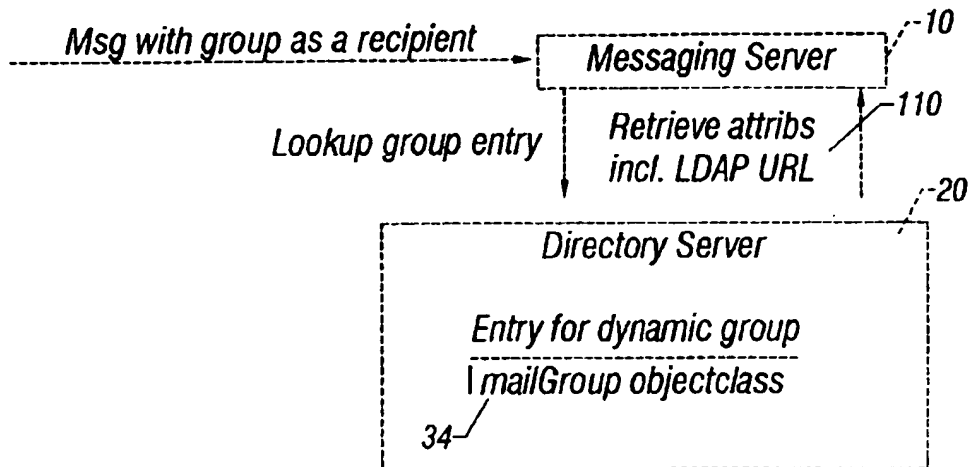 Msg with group as a recipient
Messaging Server
10
Lookup group entry
Retrieve attribs
incl. LDAP URL
110
20
Directory Server
Entry for dynamic group
mailGroup objectclass
34